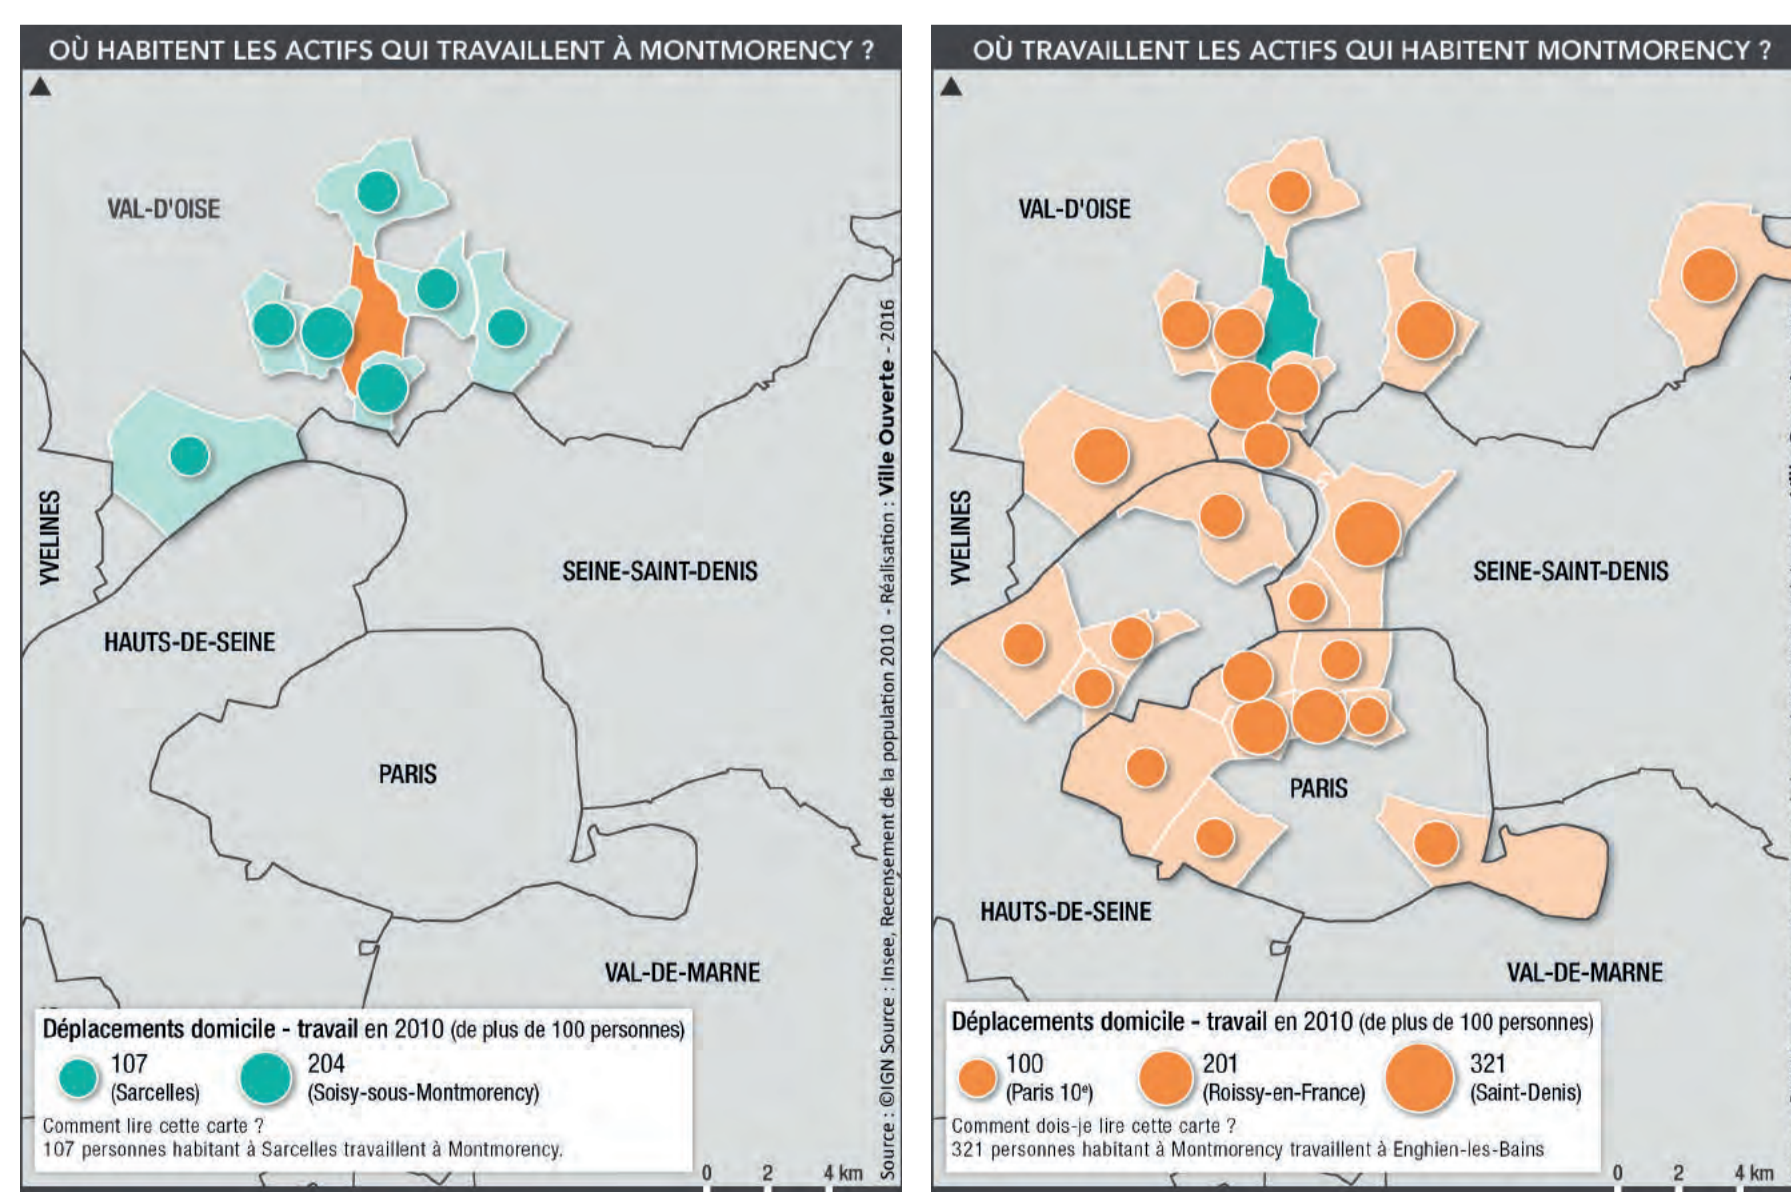 OÙ HABITENT LES ACTIFS QUI TRAVAILLENT À MONTMORENCY ?
VAL-D'OISE
YVELINES
SEINE-SAINT-DENIS
HAUTS-DE-SEINE
PARIS
VAL-DE-MARNE
Déplacements domicile - travail en 2010 (de plus de 100 personnes)
107
(Sarcelles)
204
(Soisy-sous-Montmorency)
Comment lire cette carte ?
107 personnes habitant à Sarcelles travaillent à Montmorency.
0 2 4 km
Source : ©IGN Source : Insee, Recensement de la population 2010 - Réalisation : Ville Ouverte - 2016
OÙ TRAVAILLENT LES ACTIFS QUI HABITENT MONTMORENCY ?
VAL-D'OISE
YVELINES
SEINE-SAINT-DENIS
PARIS
HAUTS-DE-SEINE
VAL-DE-MARNE
Déplacements domicile - travail en 2010 (de plus de 100 personnes)
100
(Paris 10e)
201
(Roissy-en-France)
321
(Saint-Denis)
Comment dois-je lire cette carte ?
321 personnes habitant à Montmorency travaillent à Enghien-les-Bains
0 2 4 km